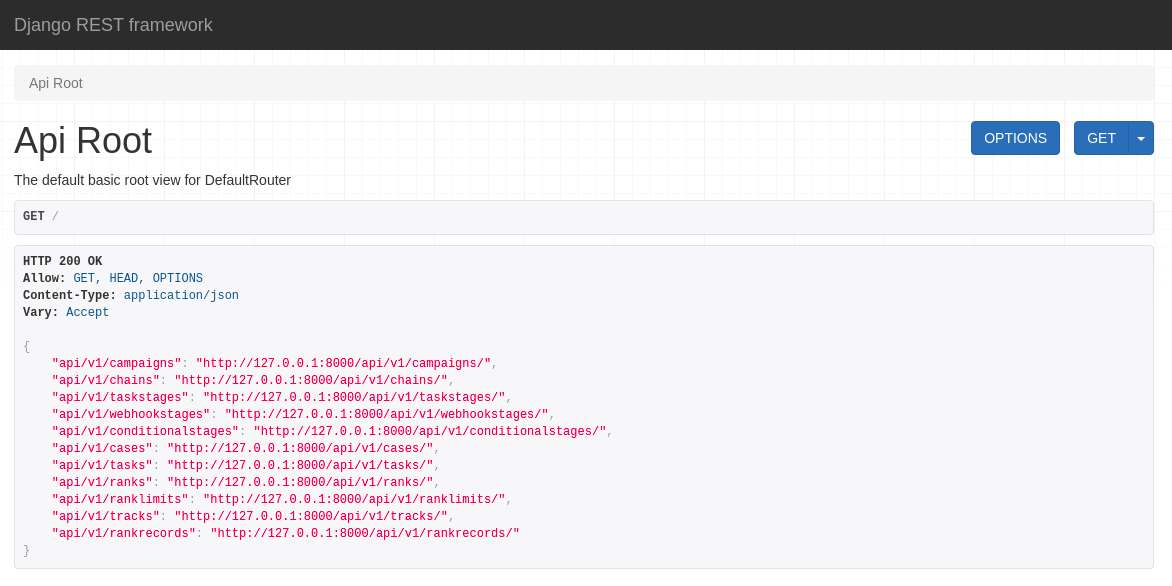 Django REST framework
Api Root
Api Root
OPTIONS
GET
The default basic root view for DefaultRouter
GET /
HTTP 200 OK
Allow: GET, HEAD, OPTIONS
Content-Type: application/json
Vary: Accept
{
    "api/v1/campaigns": "http://127.0.0.1:8000/api/v1/campaigns/",
    "api/v1/chains": "http://127.0.0.1:8000/api/v1/chains/",
    "api/v1/taskstages": "http://127.0.0.1:8000/api/v1/taskstages/",
    "api/v1/webhookstages": "http://127.0.0.1:8000/api/v1/webhookstages/",
    "api/v1/conditionalstages": "http://127.0.0.1:8000/api/v1/conditionalstages/",
    "api/v1/cases": "http://127.0.0.1:8000/api/v1/cases/",
    "api/v1/tasks": "http://127.0.0.1:8000/api/v1/tasks/",
    "api/v1/ranks": "http://127.0.0.1:8000/api/v1/ranks/",
    "api/v1/ranklimits": "http://127.0.0.1:8000/api/v1/ranklimits/",
    "api/v1/tracks": "http://127.0.0.1:8000/api/v1/tracks/",
    "api/v1/rankrecords": "http://127.0.0.1:8000/api/v1/rankrecords/"
}